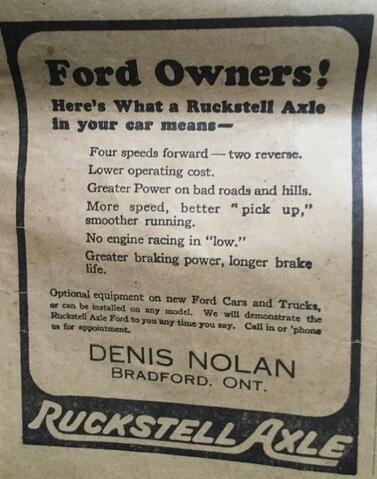 Ford Owners!
Here's What a Ruckstell Axle
in your car means—
Four speeds forward — two reverse.
Lower operating cost.
Greater Power on bad roads and hills.
More speed, better "pick up,"
smoother running.
No engine racing in "low."
Greater braking power, longer brake
life.
Optional equipment on new Ford Cars and Trucks,
or can be installed on any model. We will demonstrate the
Ruckstell Axle Ford to you any time you say. Call in or 'phone
us for appointment.
DENIS NOLAN
BRADFORD. ONT.
RUCKSTELL AXLE